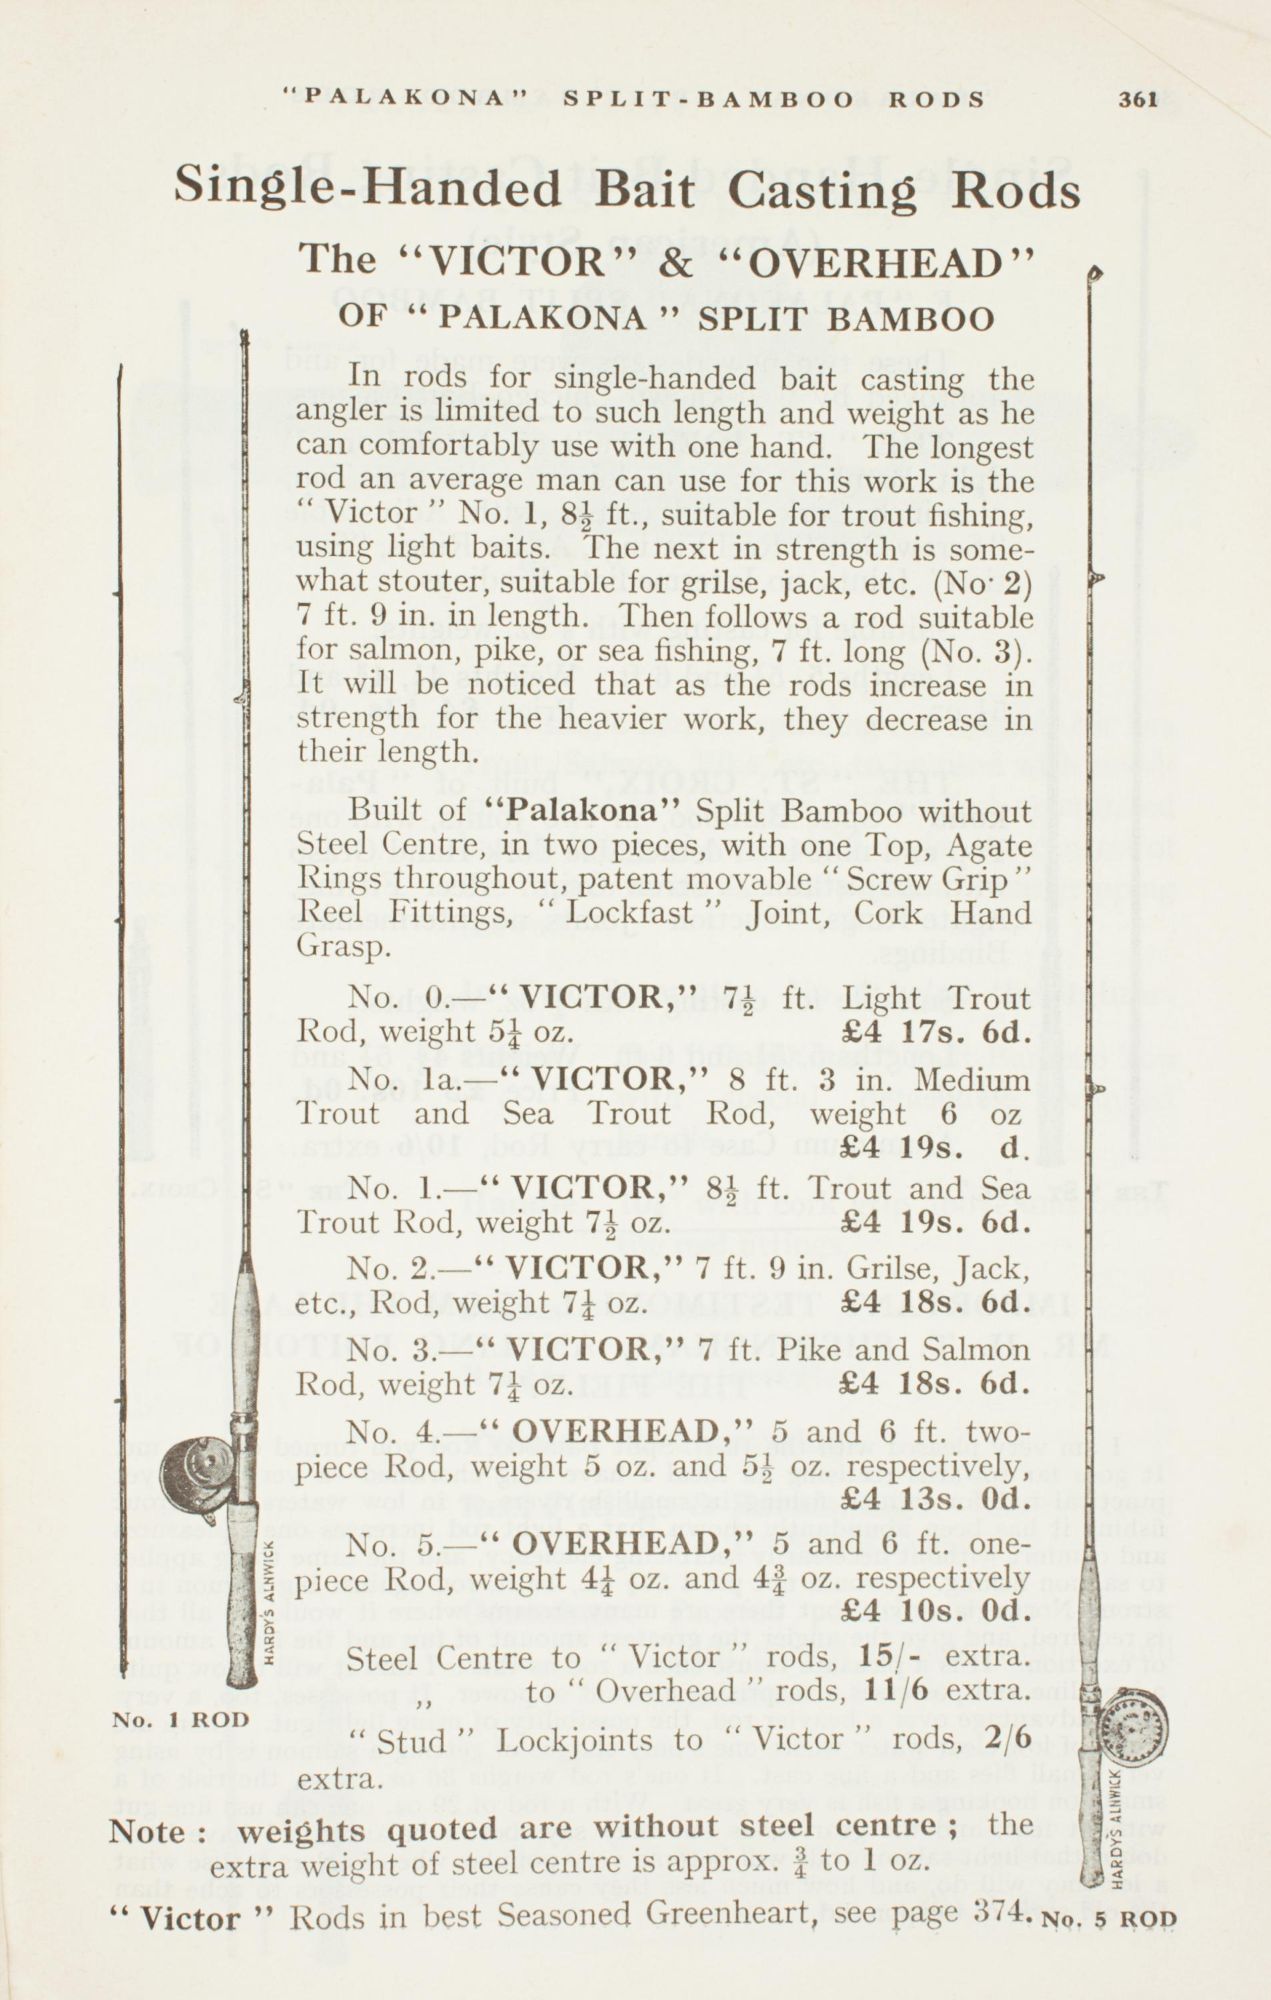 "PALAKONA" SPLIT-BAMBOO RODS 361
Single-Handed Bait Casting Rods
The "VICTOR" & "OVERHEAD"
OF "PALAKONA" SPLIT BAMBOO
In rods for single-handed bait casting the
angler is limited to such length and weight as he
can comfortably use with one hand. The longest
rod an average man can use for this work is the
"Victor" No. 1, 8½ ft., suitable for trout fishing,
using light baits. The next in strength is some-
what stouter, suitable for grilse, jack, etc. (No· 2)
7 ft. 9 in. in length. Then follows a rod suitable
for salmon, pike, or sea fishing, 7 ft. long (No. 3).
It will be noticed that as the rods increase in
strength for the heavier work, they decrease in
their length.
Built of "Palakona" Split Bamboo without
Steel Centre, in two pieces, with one Top, Agate
Rings throughout, patent movable "Screw Grip"
Reel Fittings, "Lockfast" Joint, Cork Hand
Grasp.
No. 0.—"VICTOR," 7½ ft. Light Trout
Rod, weight 5¼ oz. £4 17s. 6d.
No. 1a.—"VICTOR," 8 ft. 3 in. Medium
Trout and Sea Trout Rod, weight 6 oz
£4 19s. d.
No. 1.—"VICTOR," 8½ ft. Trout and Sea
Trout Rod, weight 7½ oz. £4 19s. 6d.
No. 2.—"VICTOR," 7 ft. 9 in. Grilse, Jack,
etc., Rod, weight 7¼ oz. £4 18s. 6d.
No. 3.—"VICTOR," 7 ft. Pike and Salmon
Rod, weight 7¼ oz. £4 18s. 6d.
No. 4.—"OVERHEAD," 5 and 6 ft. two-
piece Rod, weight 5 oz. and 5½ oz. respectively,
£4 13s. 0d.
No. 5.—"OVERHEAD," 5 and 6 ft. one-
piece Rod, weight 4¼ oz. and 4¾ oz. respectively
£4 10s. 0d.
Steel Centre to "Victor" rods, 15/- extra.
,, to "Overhead" rods, 11/6 extra.
"Stud" Lockjoints to "Victor" rods, 2/6
extra.
HARDY'S ALNWICK
No. 1 ROD
Note: weights quoted are without steel centre; the
extra weight of steel centre is approx. ¾ to 1 oz.
"Victor" Rods in best Seasoned Greenheart, see page 374.
HARDY'S ALNWICK
No. 5 ROD